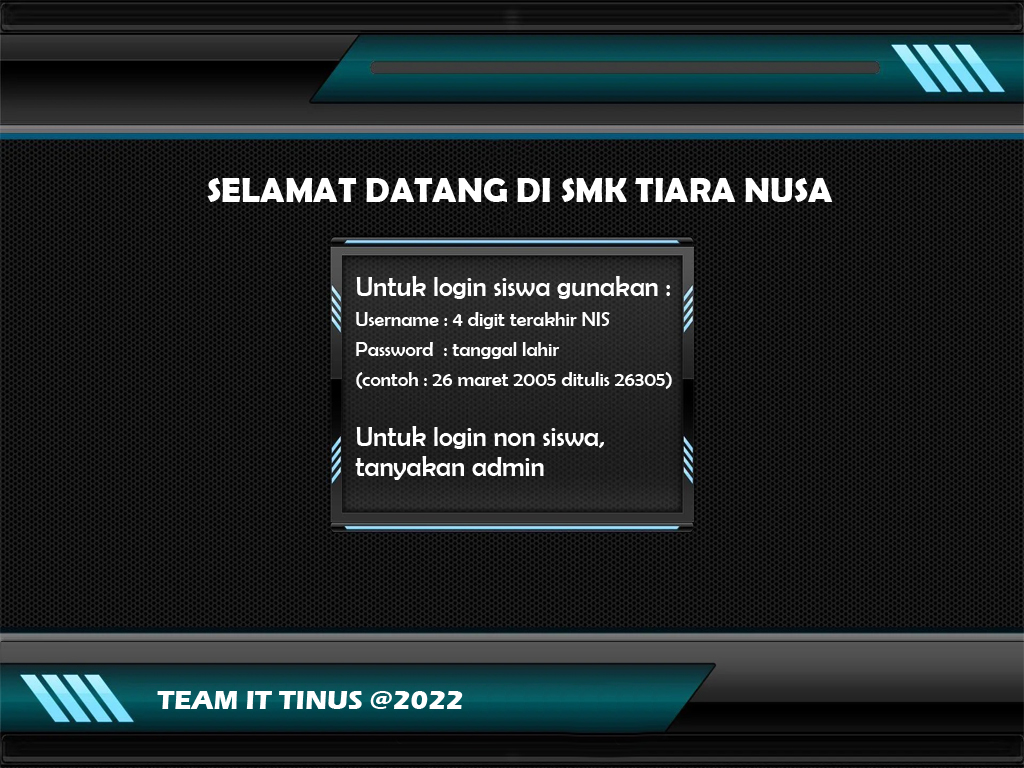 SELAMAT DATANG DI SMK TIARA NUSA
Untuk login siswa gunakan :
Username : 4 digit terakhir NIS
Password : tanggal lahir
(contoh : 26 maret 2005 ditulis 26305)
Untuk login non siswa,
tanyakan admin
TEAM IT TINUS @2022